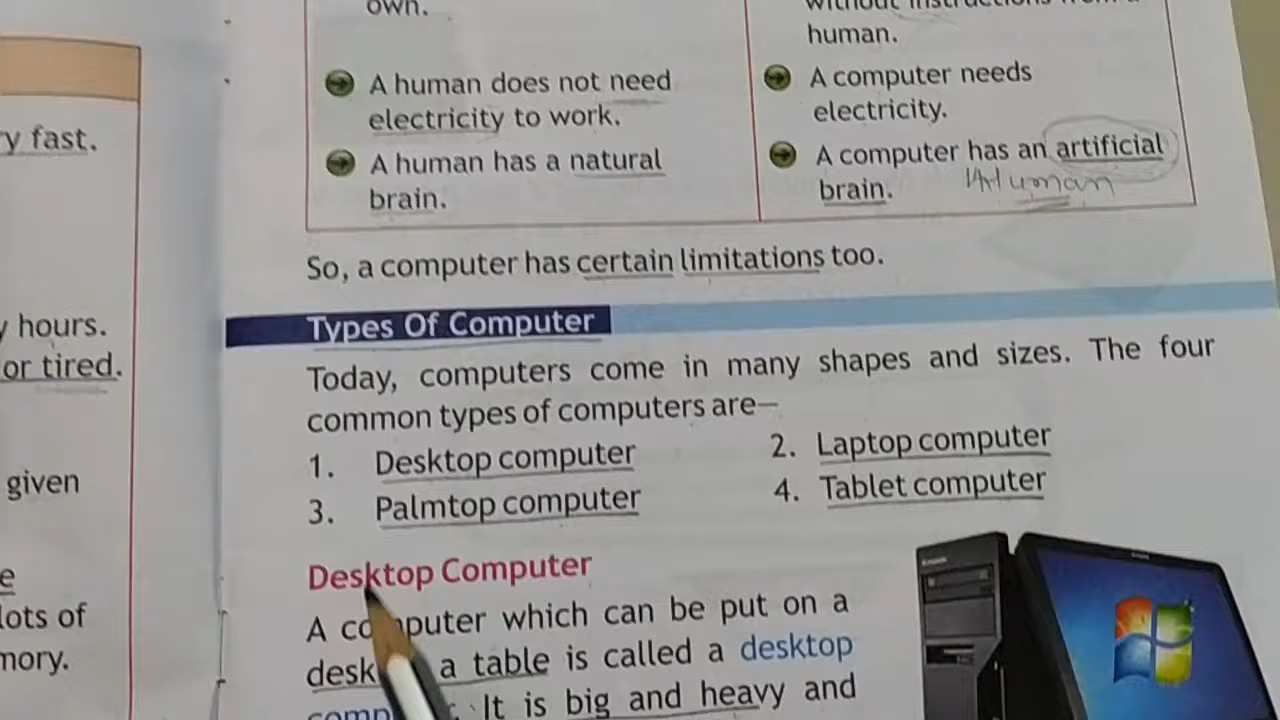 own.
A human does not need
electricity to work.
A human has a natural
brain.
without instructions from a
human.
A computer needs
electricity.
A computer has an artificial
brain.
Human
So, a computer has certain limitations too.
Types Of Computer
Today, computers come in many shapes and sizes. The four
common types of computers are—
1. Desktop computer
2. Laptop computer
3. Palmtop computer
4. Tablet computer
Desktop Computer
A computer which can be put on a
desk a table is called a desktop
It is big and heavy and
y fast.
hours.
or tired.
given
e
lots of
mory.